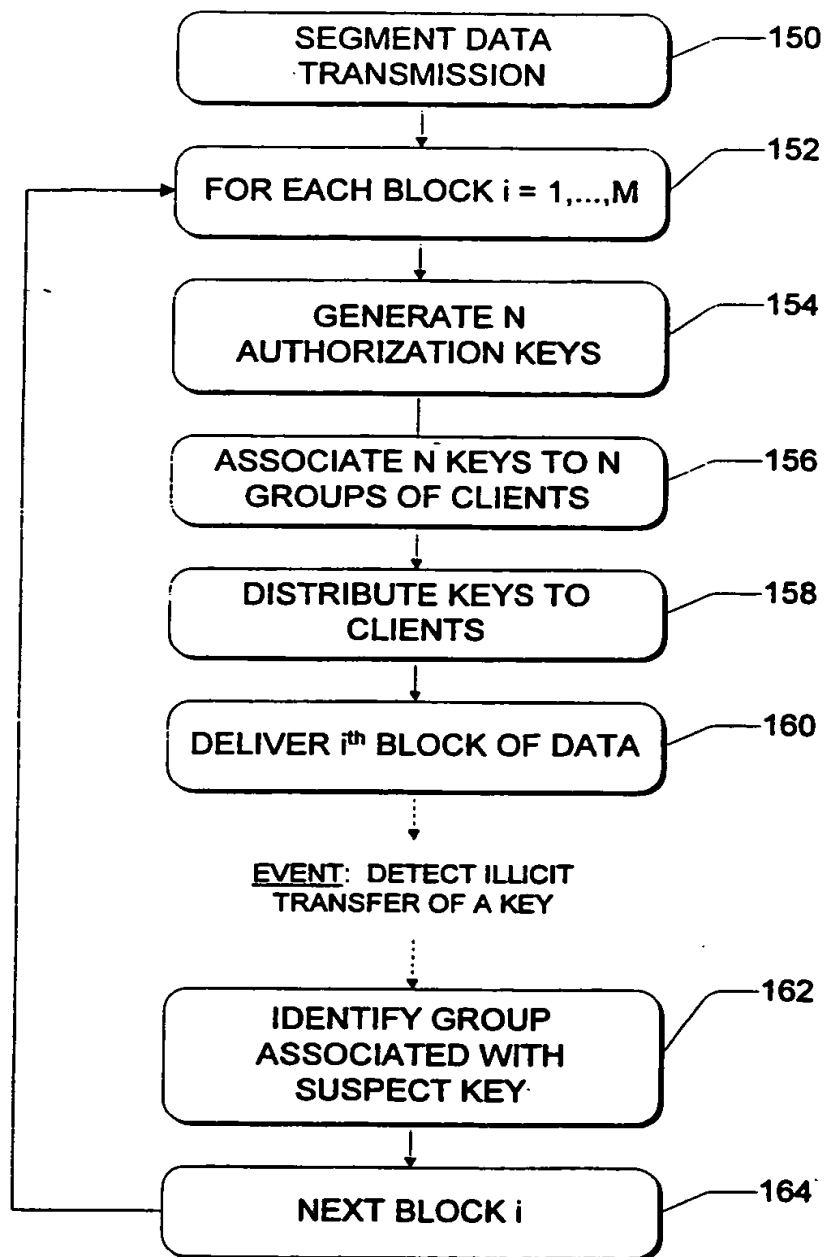 SEGMENT DATA
TRANSMISSION
150
152
FOR EACH BLOCK i = 1,...,M
GENERATE N
AUTHORIZATION KEYS
154
ASSOCIATE N KEYS TO N
GROUPS OF CLIENTS
156
DISTRIBUTE KEYS TO
CLIENTS
158
DELIVER ith BLOCK OF DATA
160
EVENT: DETECT ILLICIT
TRANSFER OF A KEY
162
IDENTIFY GROUP
ASSOCIATED WITH
SUSPECT KEY
NEXT BLOCK i
164